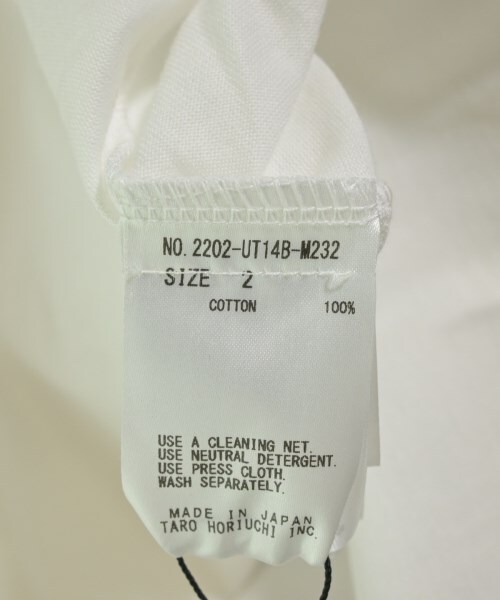 NO. 2202-UT14B-M232
SIZE 2
COTTON 100%
USE A CLEANING NET.
USE NEUTRAL DETERGENT.
USE PRESS CLOTH.
WASH SEPARATELY.
MADE IN JAPAN
TARO HORIUCHI INC.